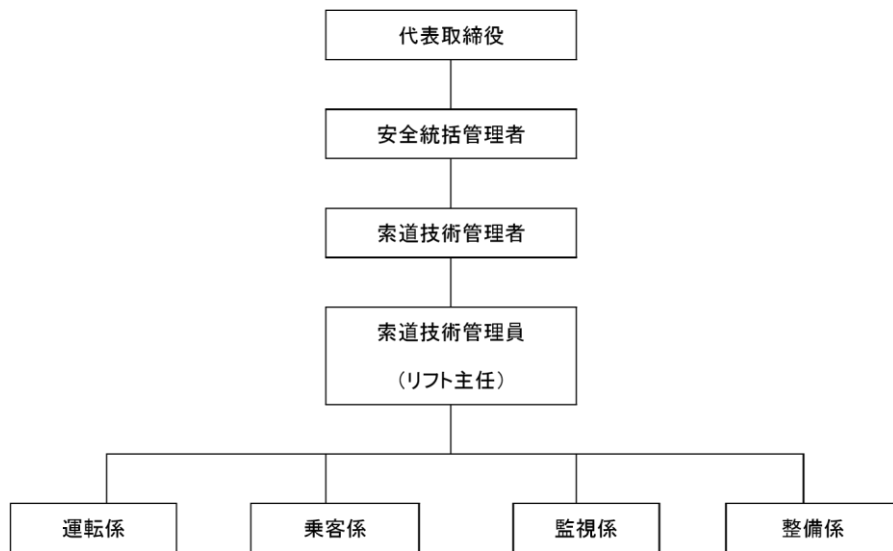 代表取締役
安全統括管理者
索道技術管理者
索道技術管理員
（リフト主任）
運転係
乗客係
監視係
整備係